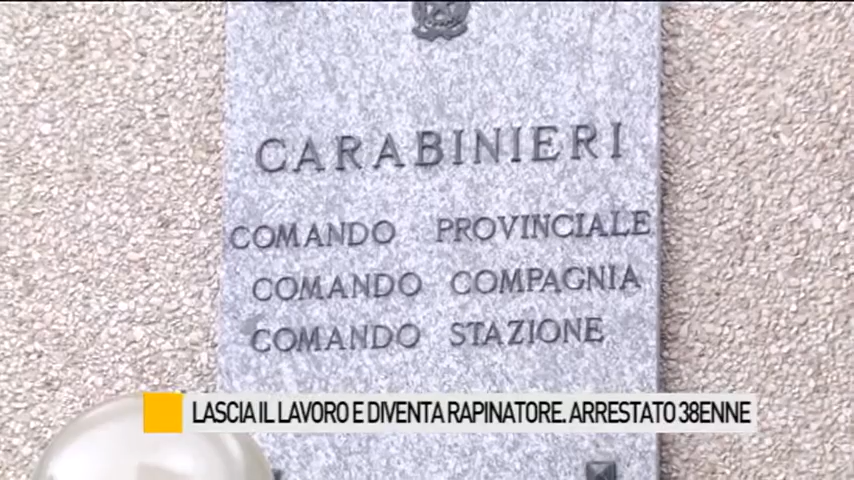 CARABINIERI
COMANDO PROVINCIALE
COMANDO COMPAGNIA
COMANDO STAZIONE
LASCIA IL LAVORO E DIVENTA RAPINATORE. ARRESTATO 38ENNE